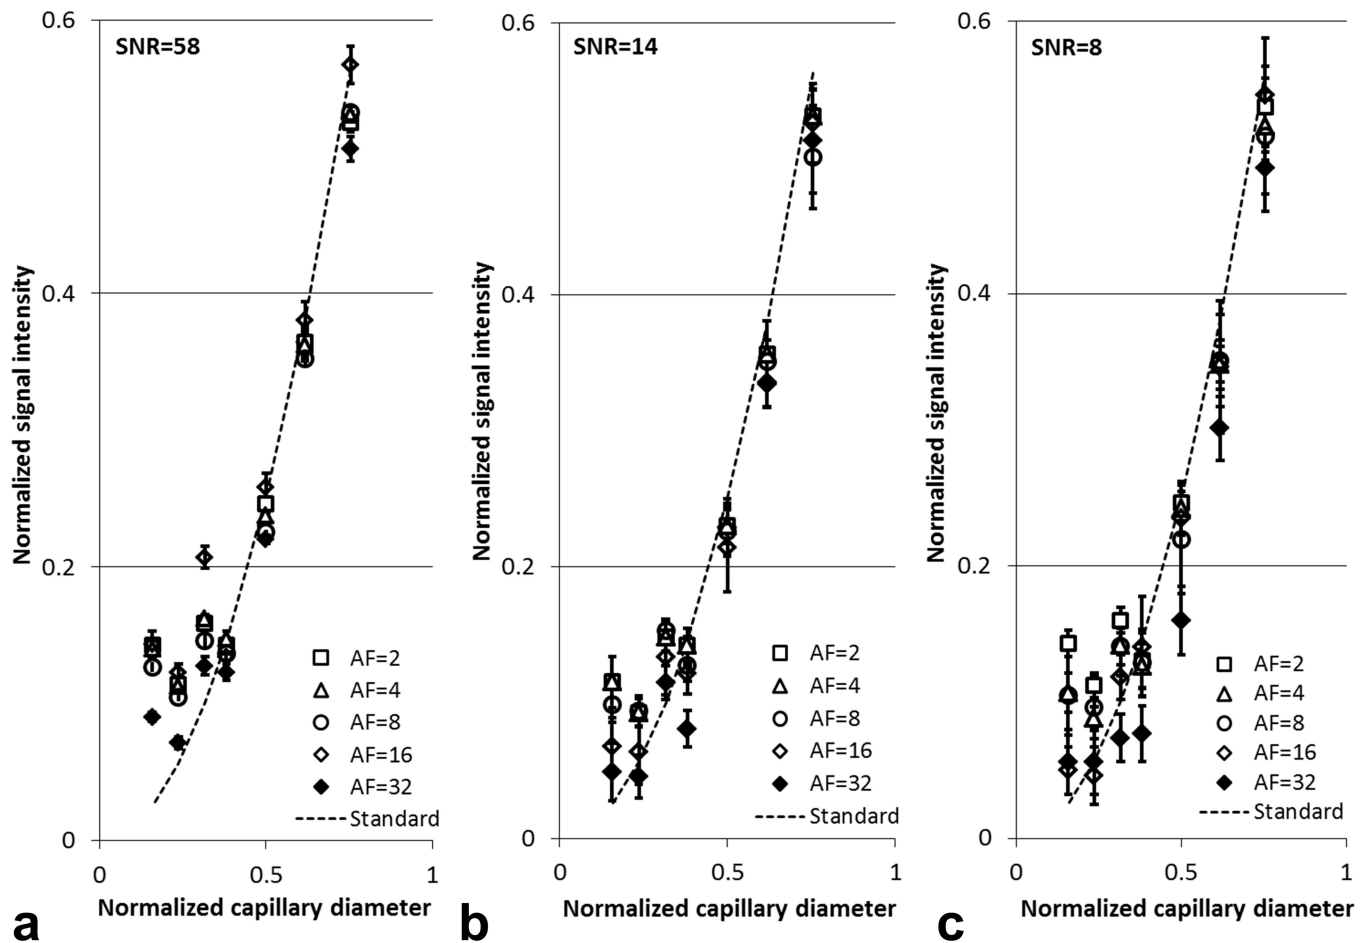 0.6
SNR=58
0.4
0.2
0
0
0.5
1
Normalized signal intensity
Normalized capillary diameter
AF=2
AF=4
AF=8
AF=16
AF=32
Standard
a
0.6
SNR=14
0.4
0.2
0
0
0.5
1
Normalized signal intensity
Normalized capillary diameter
AF=2
AF=4
AF=8
AF=16
AF=32
Standard
b
0.6
SNR=8
0.4
0.2
0
0
0.5
1
Normalized signal intensity
Normalized capillary diameter
AF=2
AF=4
AF=8
AF=16
AF=32
Standard
c